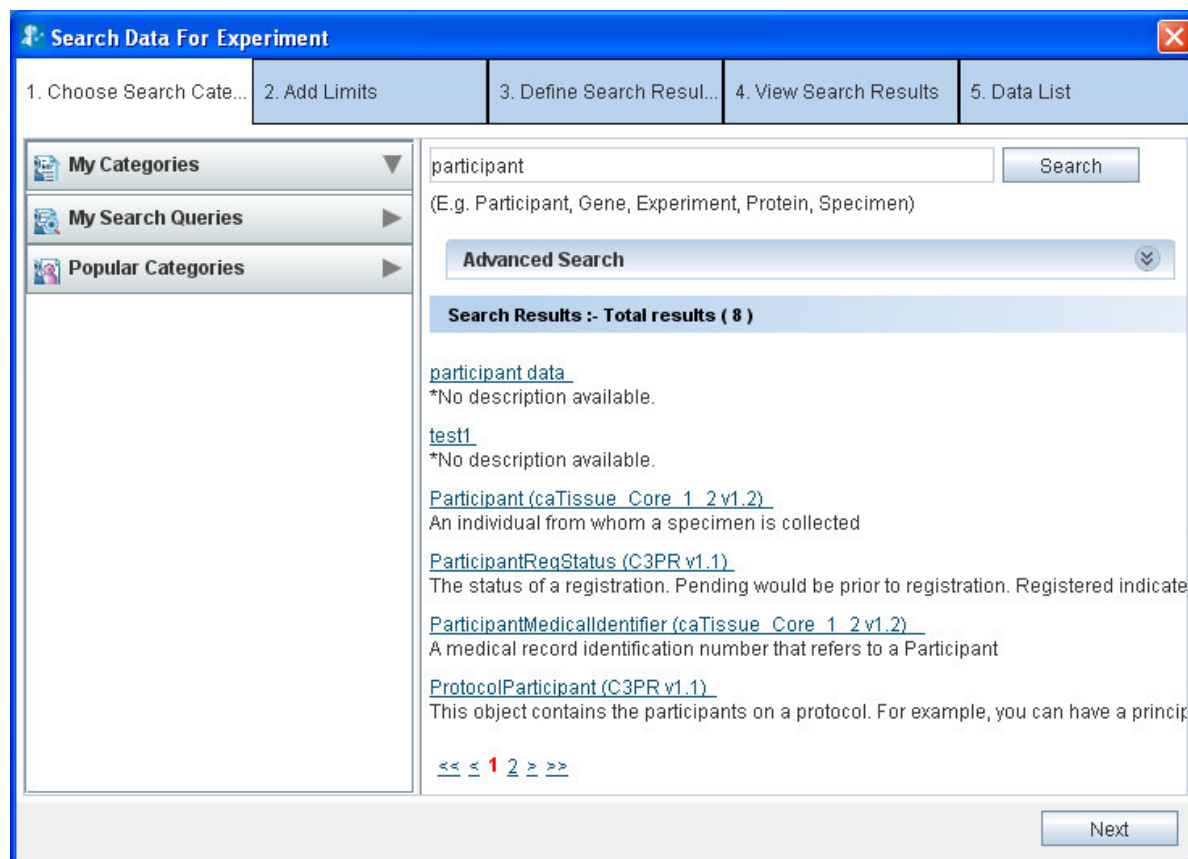 Search Data For Experiment
1. Choose Search Cate... 2. Add Limits 3. Define Search Resul... 4. View Search Results 5. Data List
My Categories
My Search Queries
Popular Categories
participant Search
(E.g. Participant, Gene, Experiment, Protein, Specimen)
Advanced Search
Search Results :- Total results ( 8 )
participant data
*No description available.
test1
*No description available.
Participant (caTissue_Core_1_2 v1.2)
An individual from whom a specimen is collected
ParticipantRegStatus (C3PR v1.1)
The status of a registration. Pending would be prior to registration. Registered indicate
ParticipantMedicalIdentifier (caTissue_Core_1_2 v1.2)
A medical record identification number that refers to a Participant
ProtocolParticipant (C3PR v1.1)
This object contains the participants on a protocol. For example, you can have a princip
<< < 1 2 > >>
Next